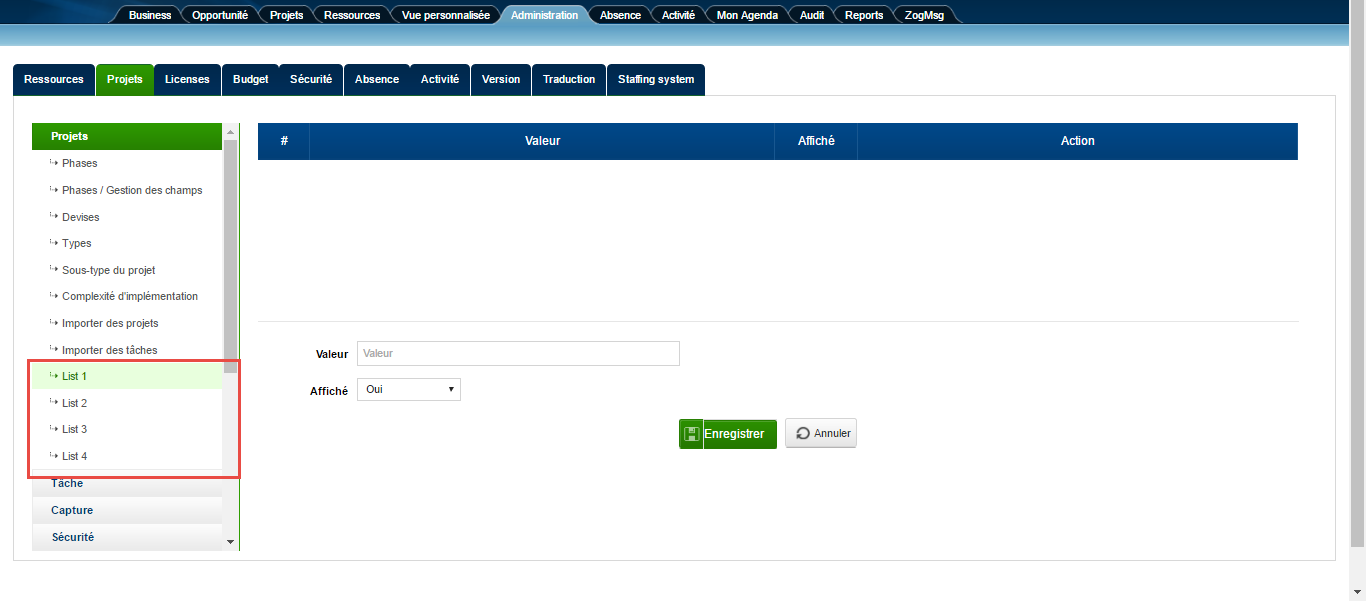 Business Opportunité Projets Ressources Vue personnalisée Administration Absence Activité Mon Agenda Audit Reports ZogMsg
Ressources Projets Licenses Budget Sécurité Absence Activité Version Traduction Staffing system
Projets
Phases
Phases / Gestion des champs
Devises
Types
Sous-type du projet
Complexité d'implémentation
Importer des projets
Importer des tâches
List 1
List 2
List 3
List 4
Tâche
Capture
Sécurité
# Valeur Affiché Action
Valeur Valeur
Affiché Oui
Enregistrer Annuler